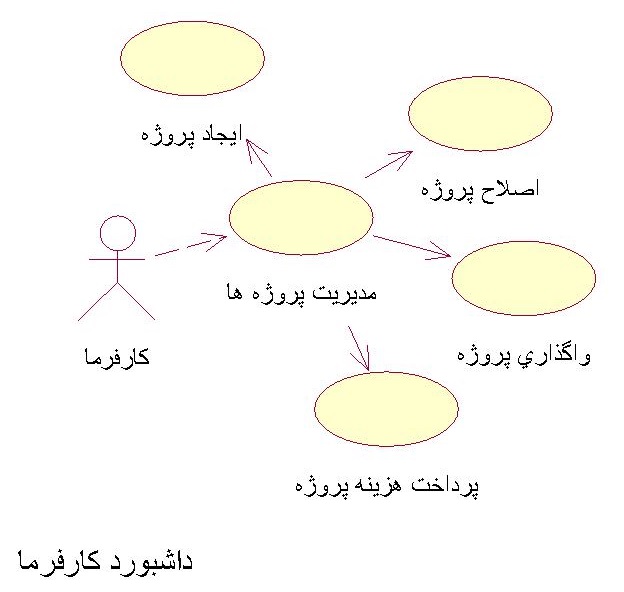 ایجاد پروژه
اصلاح پروژه
مدیریت پروژه ها
کارفرما
واگذاري پروژه
پرداخت هزینه پروژه
داشبورد کارفرما